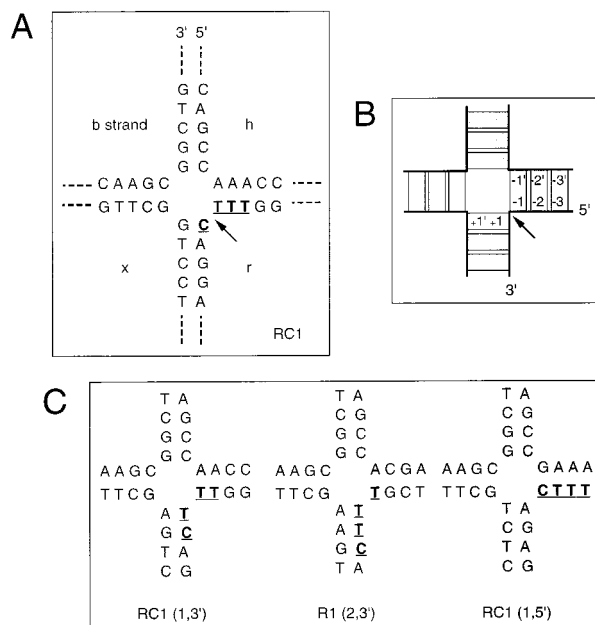 A
3' 5'
G C
T A
C G
G C
G C
b strand h
CAAGC AAACC
GTTCG TTTGG
G C
T A
C G
C G
T A
x r
RC1
B
-1' -2' -3'
-1 -2 -3
+1' +1
5'
3'
C
T A T A T A
C G C G C G
G C G C G C
G C G C G C
AAGC AACC AAGC ACGA AAGC GAAA
TTCG TTGG TTCG TGCT TTCG CTTTT
A T A T
G C A T
T A G C
C G T A
RC1 (1,3') R1 (2,3') RC1 (1,5')